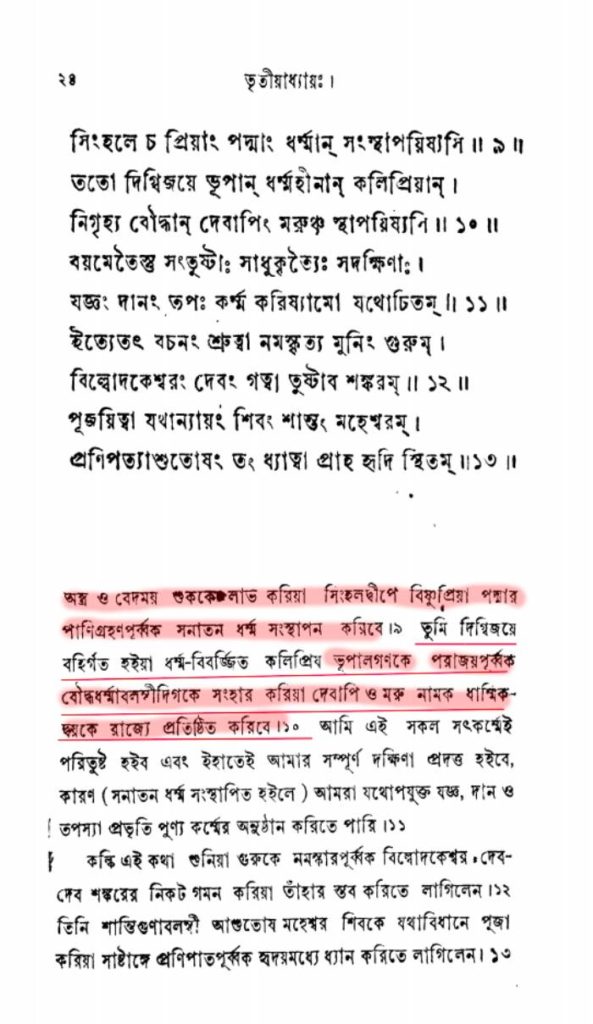 ২৪ তৃতীয়াধ্যায়ঃ।
সিংহলে চ প্রিয়াং পদ্মাং ধর্ম্মান্ সংস্থাপয়িষ্যসি॥ ৯॥
ততো দিগ্বিজয়ে ভূপান্ ধর্ম্মহীনান্ কলিপ্রিয়ান্।
নিগৃহ্য বৌদ্ধান্ দেবাপিং মরুঞ্চ স্থাপয়িষ্যসি॥ ১০॥
বয়মেতৈস্তু সংতুষ্টাঃ সাধুকৃত্যৈঃ সদক্ষিণাঃ।
যজ্ঞং দানং তপঃ কর্ম্ম করিষ্যামো যথোচিতম্॥ ১১॥
ইত্যেতৎ বচনং শ্রুত্বা নমস্কৃত্য মুনিং গুরুম্।
বিল্বোদকেশ্বরং দেবং গত্বা তুষ্টাব শঙ্করম্॥ ১২॥
পূজয়িত্বা যথান্যায়ং শিবং শান্তং মহেশ্বরম্।
প্রণিপত্যাশুতোষং তং ধ্যাত্বা প্রাহ হৃদি স্থিতম্॥১৩॥
অস্ত্র ও বেদময় শুককে লাভ করিয়া সিংহলদ্বীপে বিষ্ণুপ্রিয়া পদ্মার
পাণিগ্রহণপূর্ব্বক সনাতন ধর্ম্ম সংস্থাপন করিবে।৯ তুমি দিগ্বিজয়ে
বহির্গত হইয়া ধর্ম্ম-বিবর্জ্জিত কলিপ্রিয় ভূপালগণকে পরাজয়পূর্ব্বক
বৌদ্ধধর্ম্মাবলম্বীদিগকে সংহার করিয়া দেবাপি ও মরু নামক ধার্ম্মিক-
দ্বয়কে রাজ্যে প্রতিষ্ঠিত করিবে।১০ আমি এই সকল সৎকর্ম্মেই
পরিতুষ্ট হইব এবং ইহাতেই আমার সম্পূর্ণ দক্ষিণা প্রদত্ত হইবে,
কারণ (সনাতন ধর্ম্ম সংস্থাপিত হইলে) আমরা যথোপযুক্ত যজ্ঞ, দান ও
তপস্যা প্রভৃতি পুণ্য কর্ম্মের অনুষ্ঠান করিতে পারি।১১
কল্কি এই কথা শুনিয়া গুরুকে নমস্কারপূর্ব্বক বিল্বোদকেশ্বর দেব-
দেব শঙ্করের নিকট গমন করিয়া তাঁহার স্তব করিতে লাগিলেন।১২
তিনি শান্তিগুণাবলম্বী আশুতোষ মহেশ্বর শিবকে যথাবিধানে পূজা
করিয়া সাষ্টাঙ্গে প্রণিপাতপূর্ব্বক হৃদয়মধ্যে ধ্যান করিতে লাগিলেন।১৩